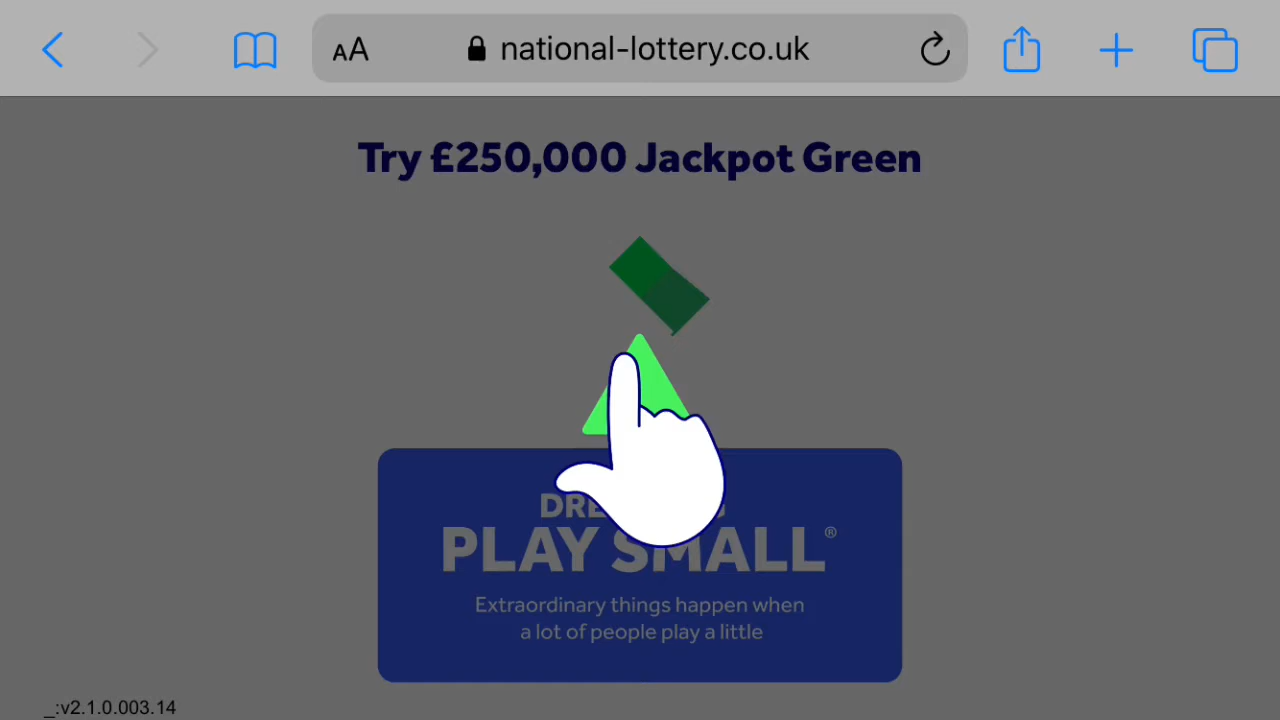 AA national-lottery.co.uk
Try £250,000 Jackpot Green
PLAY SMALL®
Extraordinary things happen when
a lot of people play a little
_:v2.1.0.003.14